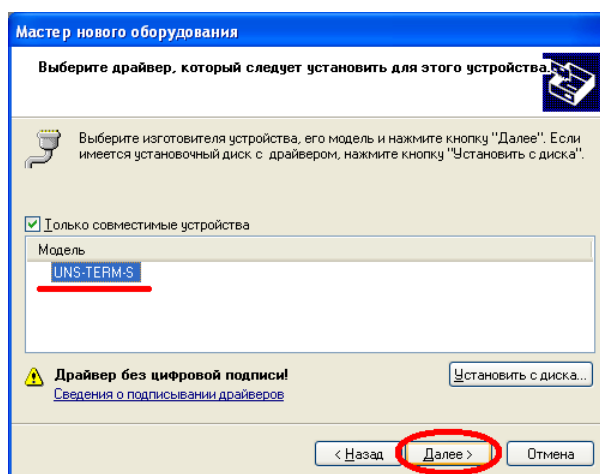 Мастер нового оборудования
Выберите драйвер, который следует установить для этого устройства.
Выберите изготовителя устройства, его модель и нажмите кнопку "Далее". Если
имеется установочный диск с драйвером, нажмите кнопку "Установить с диска".
Только совместимые устройства
Модель
UNS-TERM-S
Драйвер без цифровой подписи!
Установить с диска...
Сведения о подписывании драйверов
< Назад
Далее >
Отмена